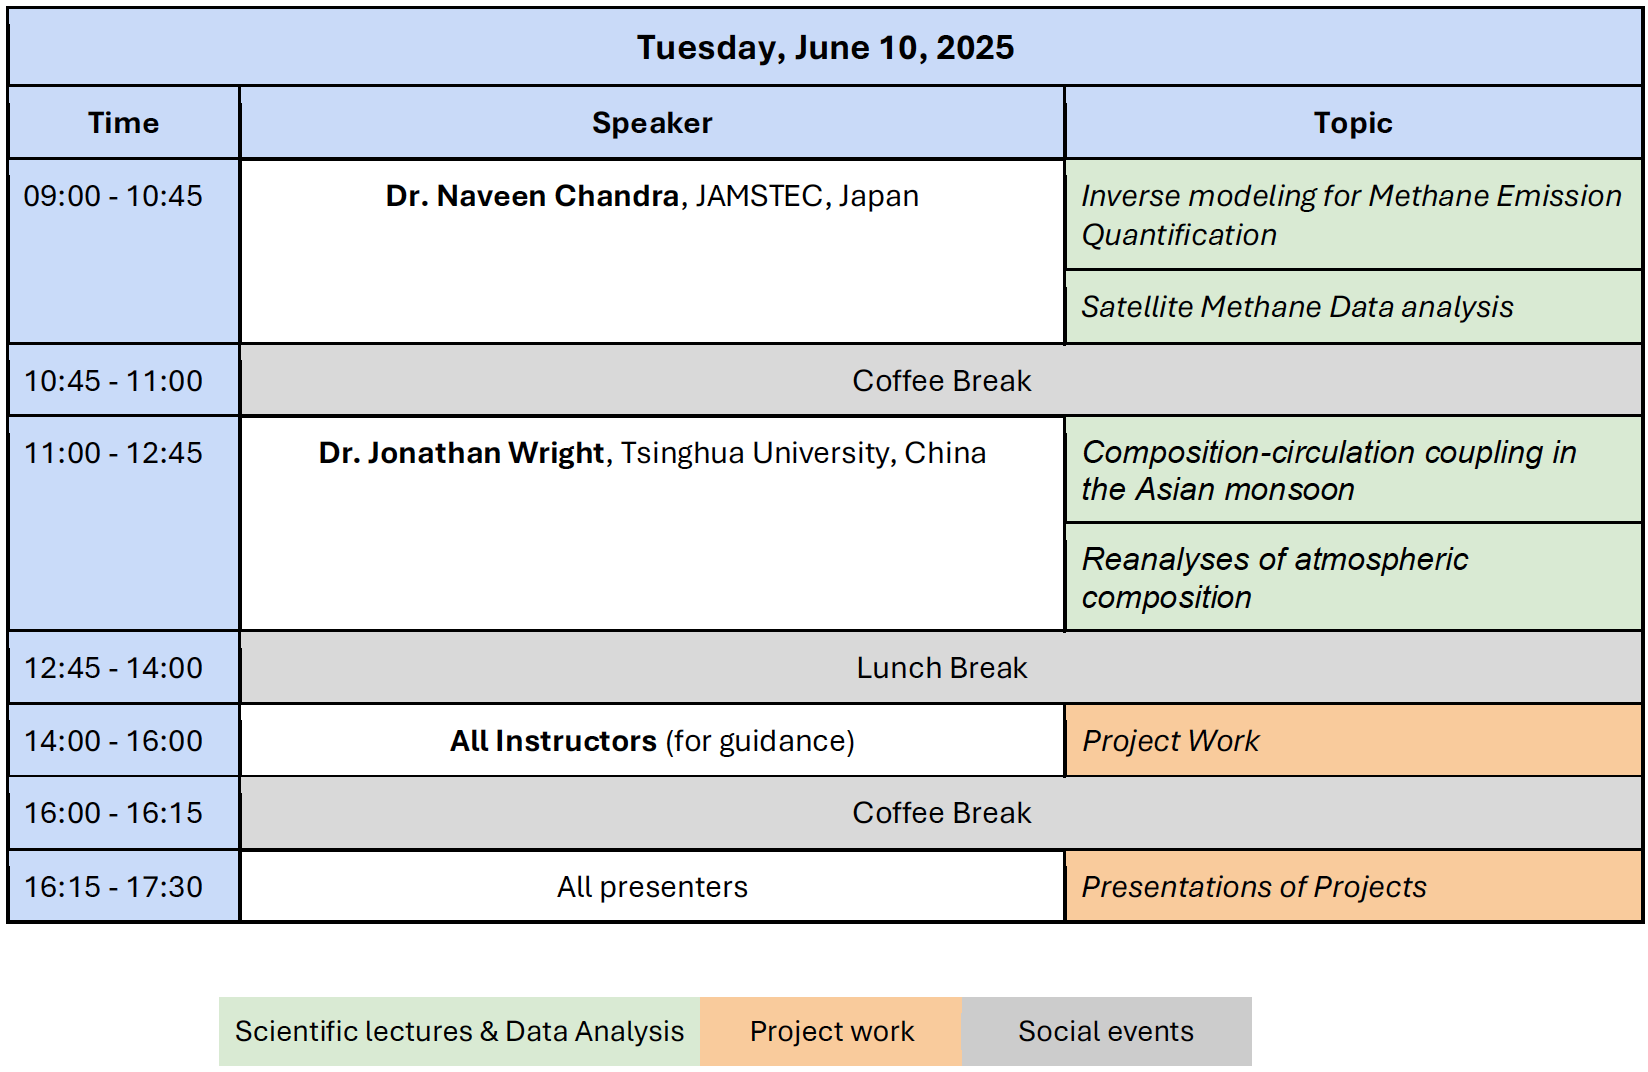 Tuesday, June 10, 2025
Time Speaker Topic
09:00 - 10:45 Dr. Naveen Chandra, JAMSTEC, Japan Inverse modeling for Methane Emission
Quantification
Satellite Methane Data analysis
10:45 - 11:00 Coffee Break
11:00 - 12:45 Dr. Jonathan Wright, Tsinghua University, China Composition-circulation coupling in
the Asian monsoon
Reanalyses of atmospheric
composition
12:45 - 14:00 Lunch Break
14:00 - 16:00 All Instructors (for guidance) Project Work
16:00 - 16:15 Coffee Break
16:15 - 17:30 All presenters Presentations of Projects
Scientific lectures & Data Analysis Project work Social events